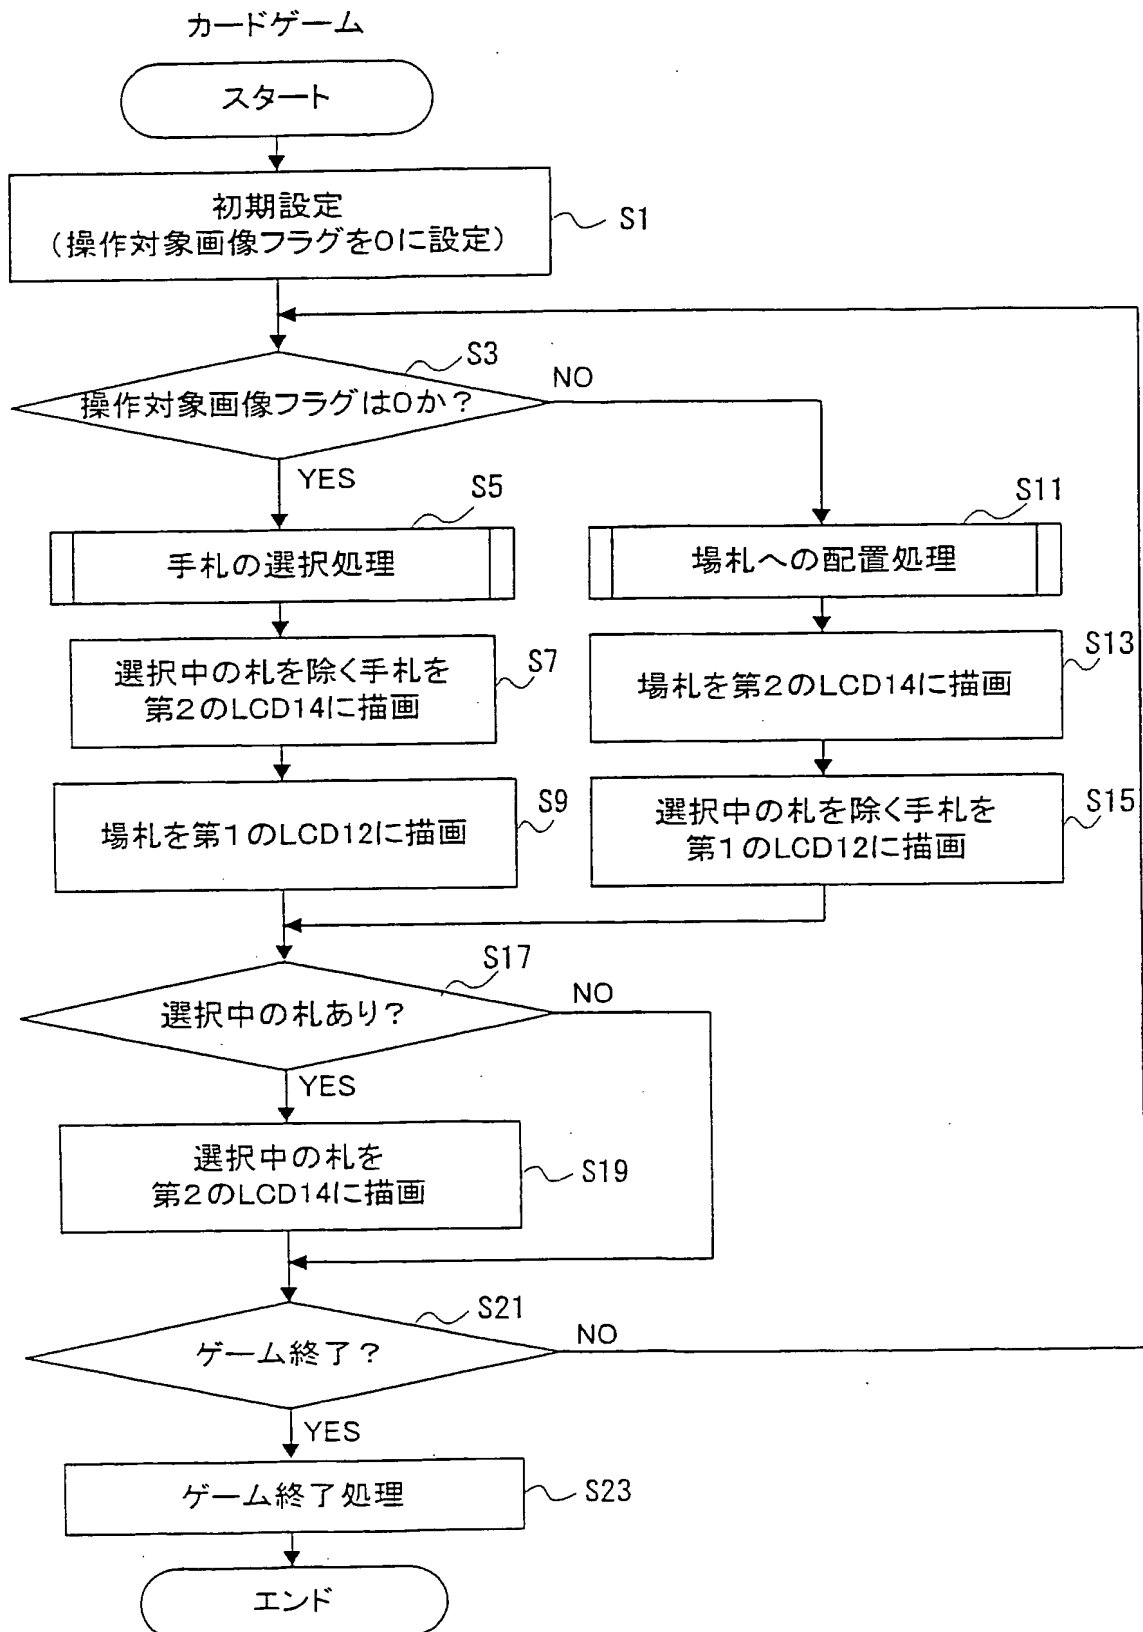 カードゲーム
スタート
初期設定
(操作対象画像フラグを0に設定)
S1
S3
操作対象画像フラグは0か?
NO
YES
S5
手札の選択処理
S11
場札への配置処理
選択中の札を除く手札を
第2のLCD14に描画
S7
場札を第2のLCD14に描画
S13
場札を第1のLCD12に描画
S9
選択中の札を除く手札を
第1のLCD12に描画
S15
S17
選択中の札あり?
NO
YES
選択中の札を
第2のLCD14に描画
S19
S21
ゲーム終了?
NO
YES
ゲーム終了処理
S23
エンド